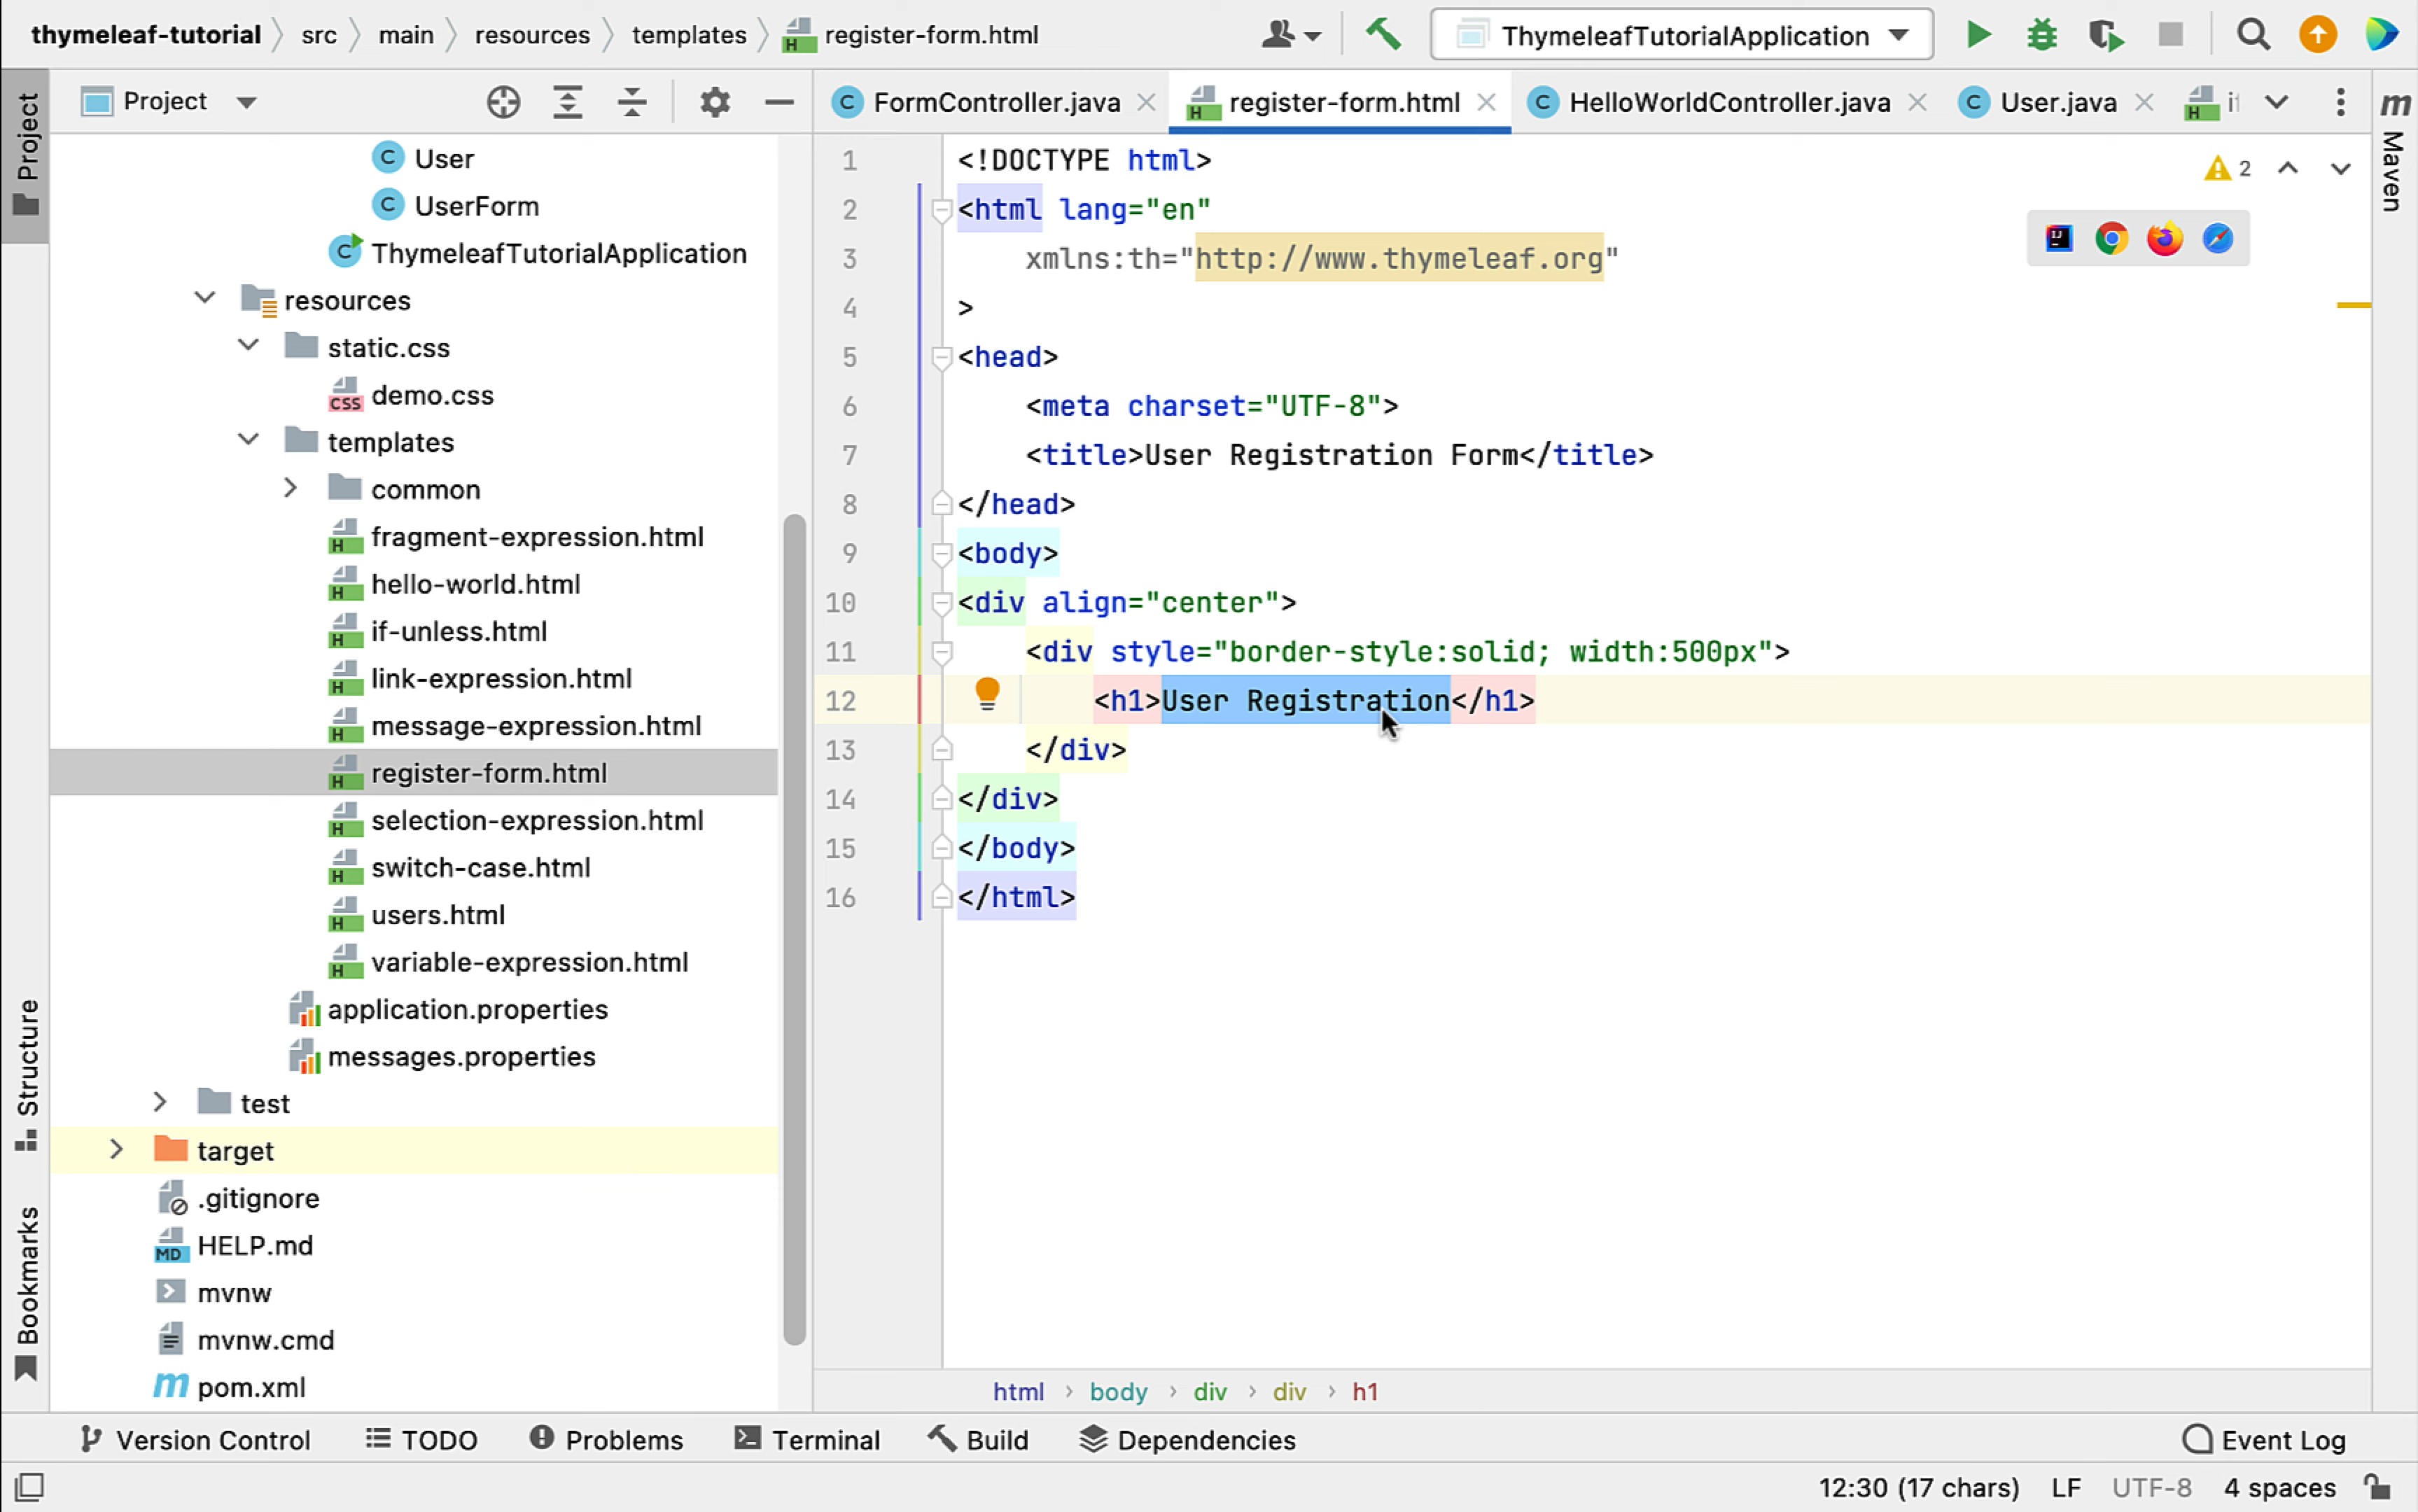 thymeleaf-tutorial src main resources templates register-form.html ThymeleafTutorialApplication
Project FormController.java register-form.html HelloWorldController.java User.java
Project
Structure
Bookmarks
User
UserForm
ThymeleafTutorialApplication
resources
static.css
CSS demo.css
templates
common
H fragment-expression.html
H hello-world.html
H if-unless.html
H link-expression.html
H message-expression.html
H register-form.html
H selection-expression.html
H switch-case.html
H users.html
H variable-expression.html
application.properties
messages.properties
test
target
.gitignore
MD HELP.md
mvnw
mvnw.cmd
m pom.xml
1 <!DOCTYPE html>
2 <html lang="en"
3 xmlns:th="http://www.thymeleaf.org"
4 >
5 <head>
6 <meta charset="UTF-8">
7 <title>User Registration Form</title>
8 </head>
9 <body>
10 <div align="center">
11 <div style="border-style:solid; width:500px">
12 <h1>User Registration</h1>
13 </div>
14 </div>
15 </body>
16 </html>
2
m Maven
html › body › div › div › h1
Version Control TODO Problems Terminal Build Dependencies Event Log
12:30 (17 chars) LF UTF-8 4 spaces